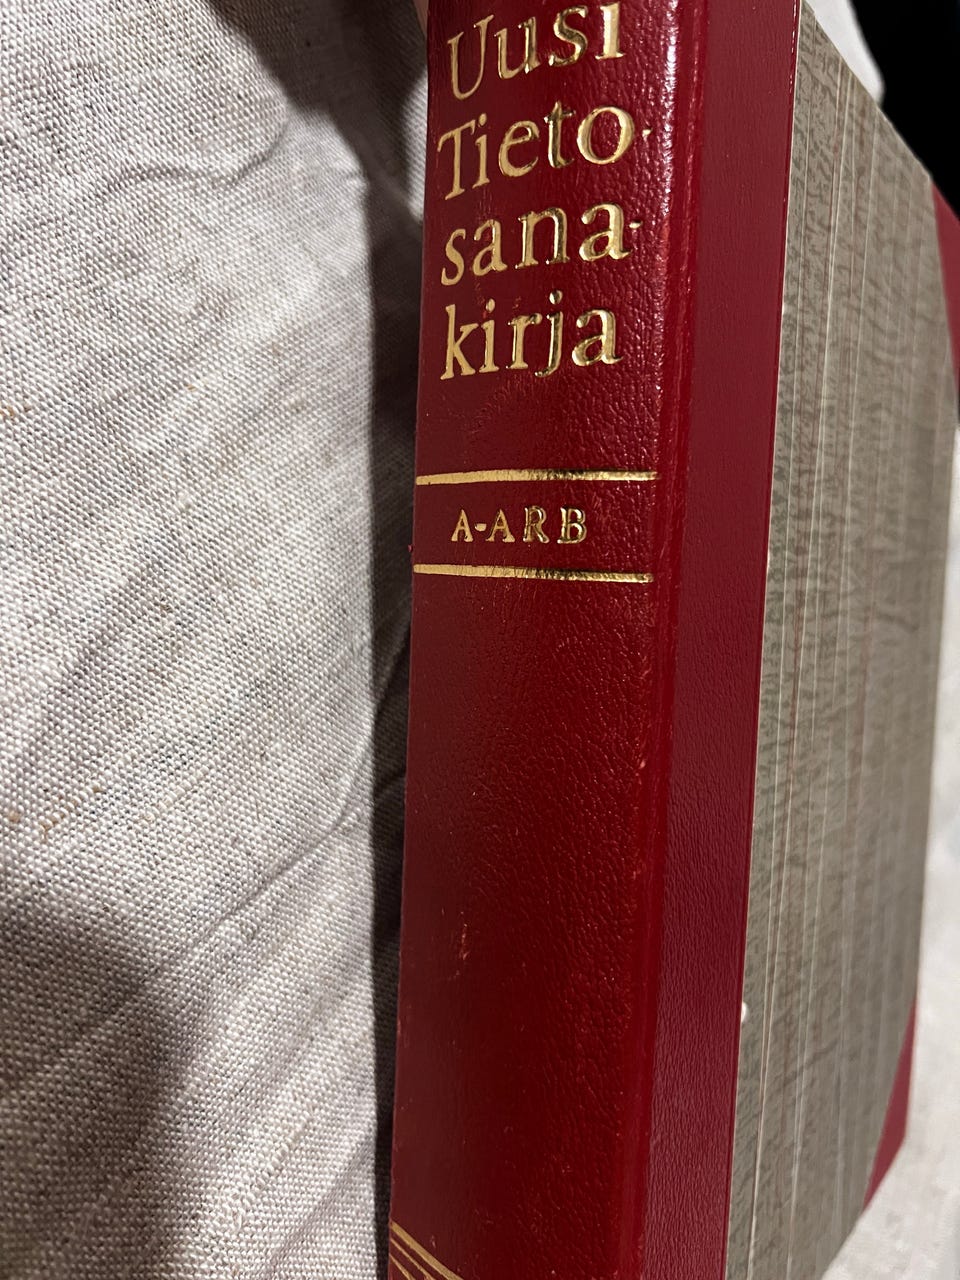 Uusi
Tieto-
sana-
kirja
A-ARB